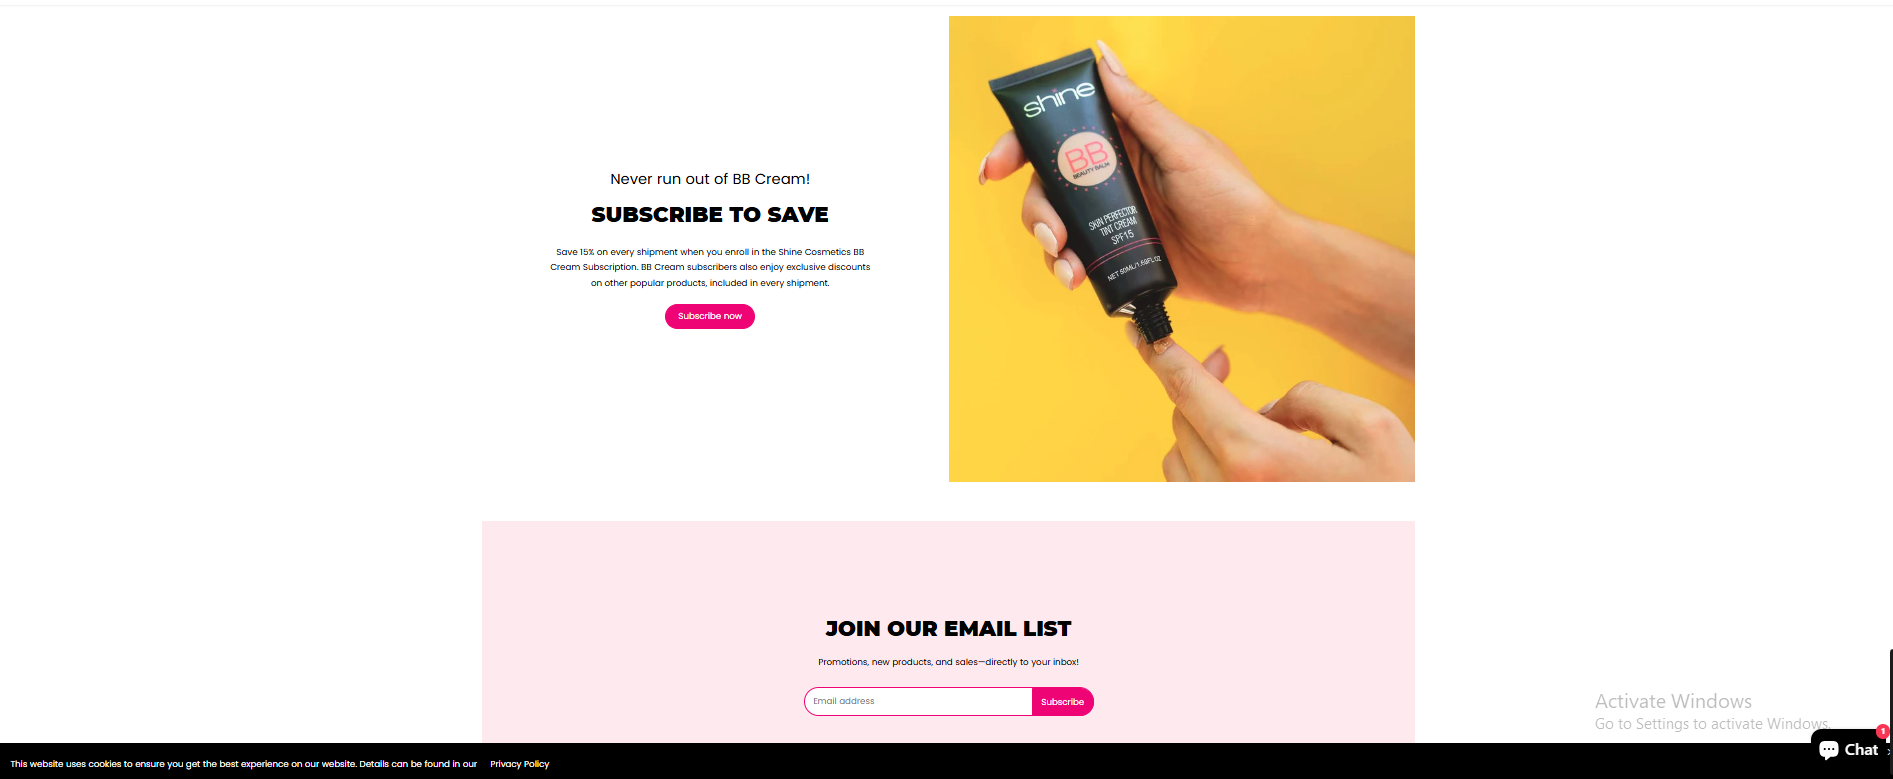 Never run out of BB Cream!
SUBSCRIBE TO SAVE
Save 15% on every shipment when you enroll in the Shine Cosmetics BB
Cream Subscription. BB Cream subscribers also enjoy exclusive discounts
on other popular products, included in every shipment.
Subscribe now
shine
BB
BEAUTY BALM
SKIN PERFECTOR
TINT CREAM
SPF15
NET 50ML/1.69FL.OZ
JOIN OUR EMAIL LIST
Promotions, new products, and sales—directly to your inbox!
Email address
Subscribe
Activate Windows
Go to Settings to activate Windows.
1
Chat
This website uses cookies to ensure you get the best experience on our website. Details can be found in our Privacy Policy